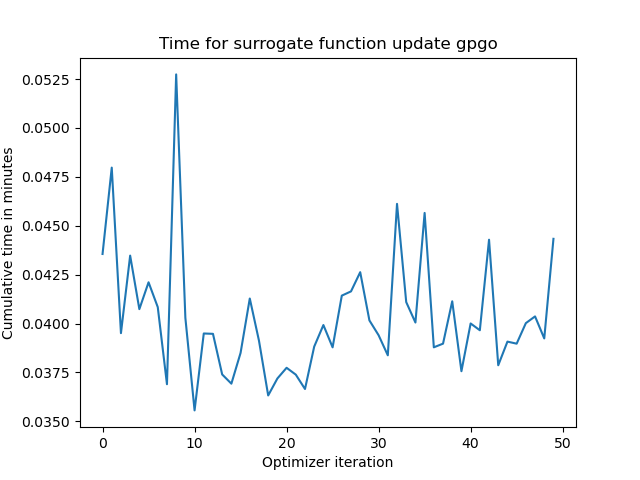 Time for surrogate function update gpgo
0.0525
0.0500
0.0475
0.0450
0.0425
0.0400
0.0375
0.0350
Cumulative time in minutes
0 10 20 30 40 50
Optimizer iteration